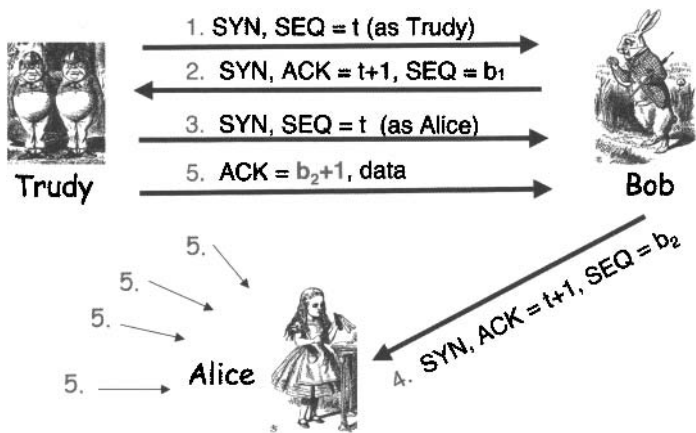 1. SYN, SEQ = t (as Trudy)
2. SYN, ACK = t+1, SEQ = b₁
3. SYN, SEQ = t (as Alice)
5. ACK = b₂+1, data
Trudy
Bob
5.
5.
5.
5.
Alice
4. SYN, ACK = t+1, SEQ = b₂